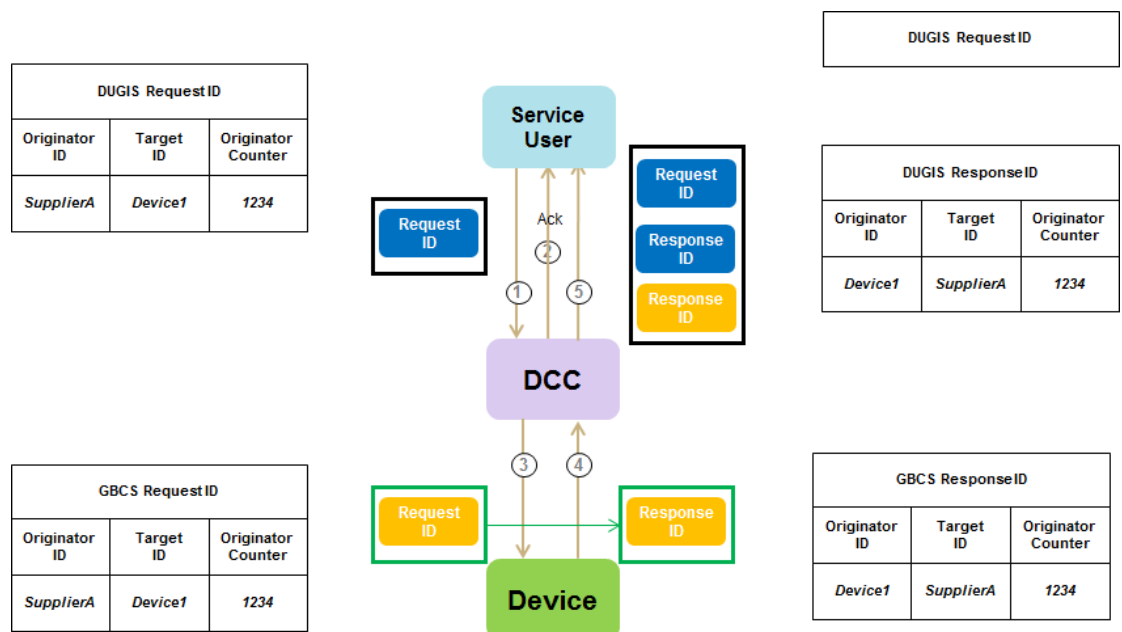 DUGIS Request ID
DUGIS Request ID
Originator ID
Target ID
Originator Counter
SupplierA
Device1
1234
Service User
Request ID
Ack
2
1
5
Request ID
Response ID
Response ID
DUGIS Response ID
Originator ID
Target ID
Originator Counter
Device1
SupplierA
1234
DCC
3
4
GBCS Request ID
Originator ID
Target ID
Originator Counter
SupplierA
Device1
1234
Request ID
Response ID
Device
GBCS Response ID
Originator ID
Target ID
Originator Counter
Device1
SupplierA
1234